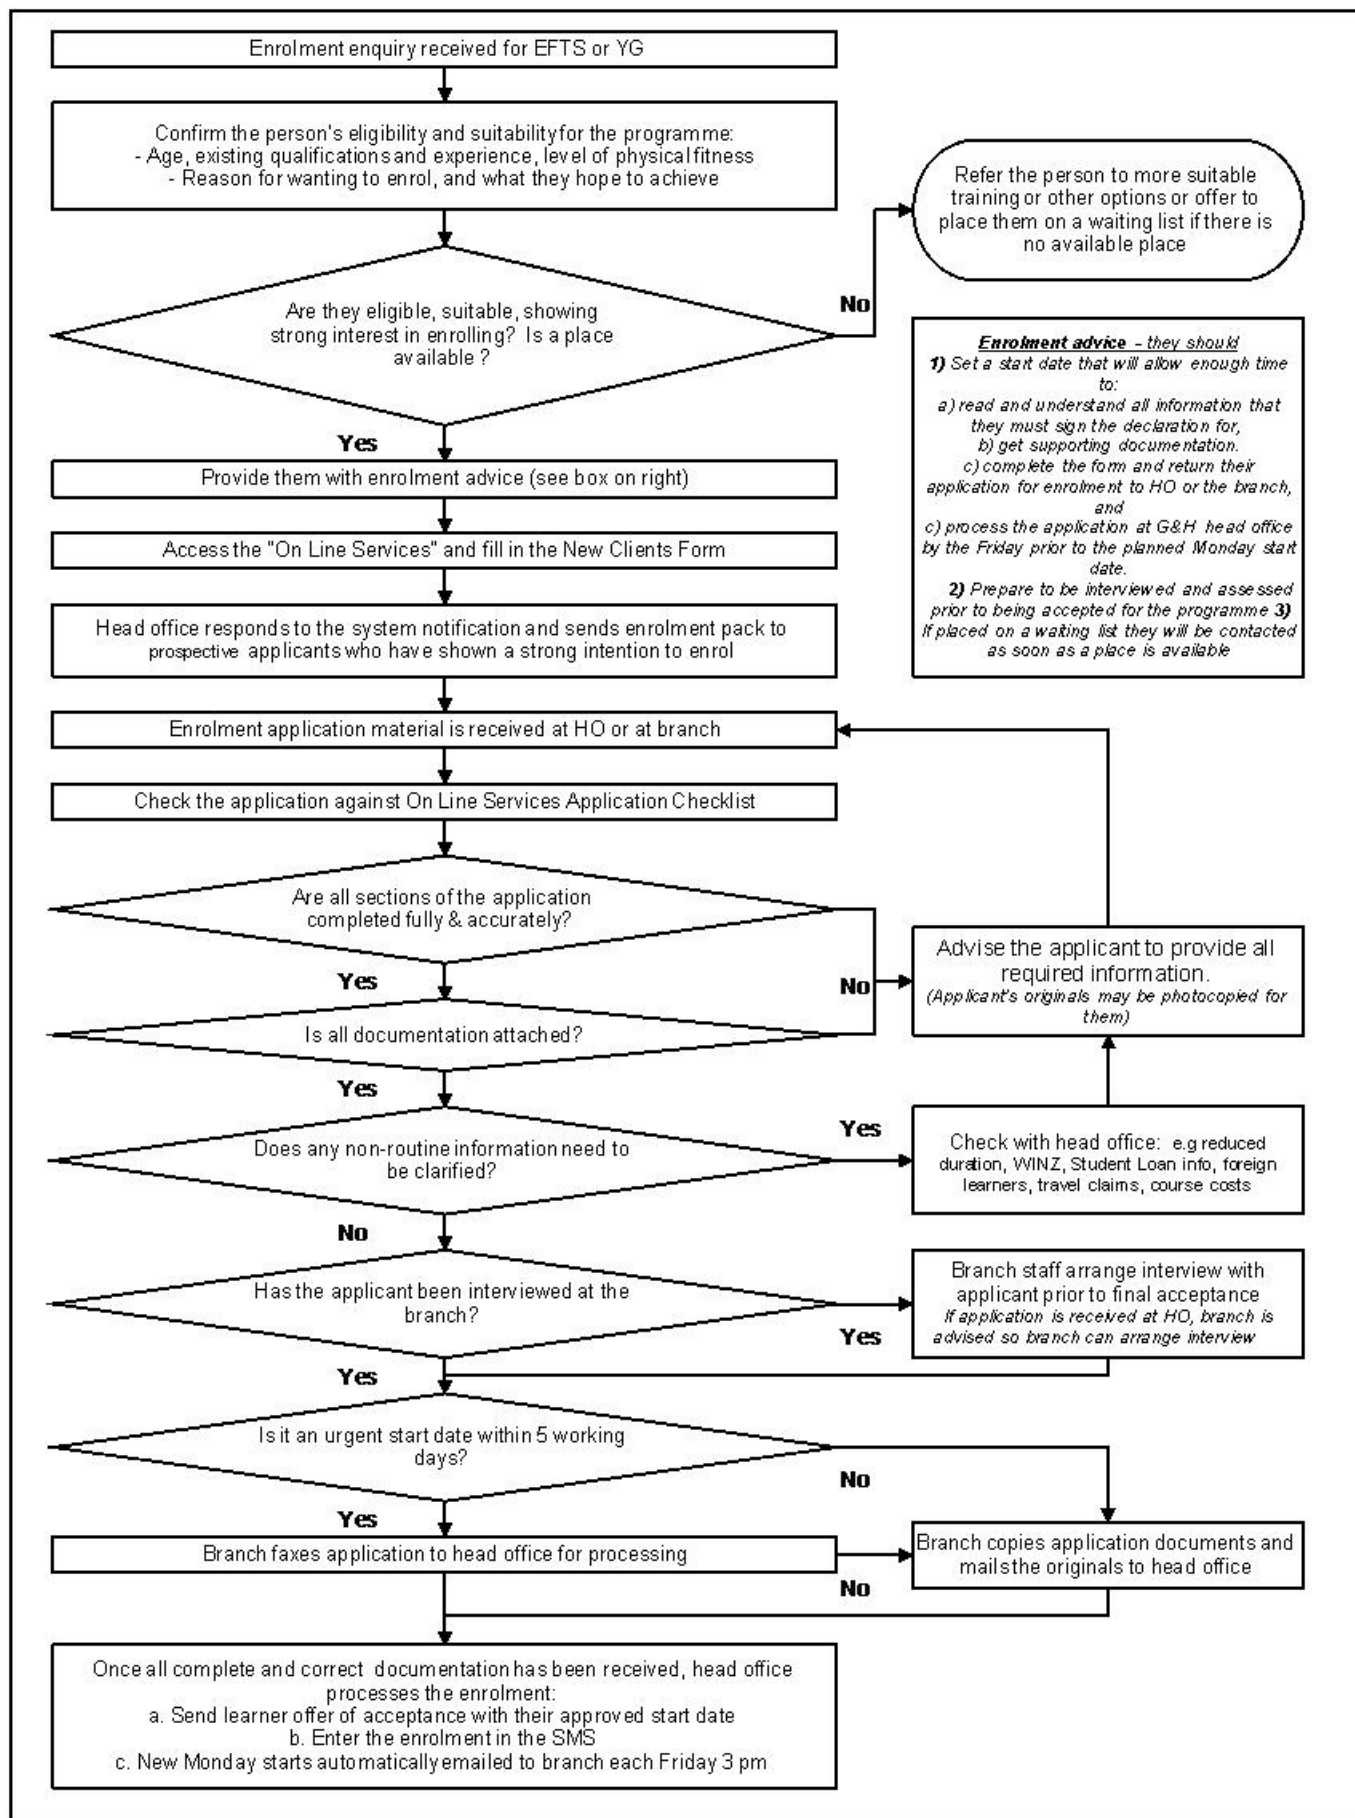 Enrolment enquiry received for EFTS or YG
Confirm the person's eligibility and suitability for the programme:
- Age, existing qualifications and experience, level of physical fitness
- Reason for wanting to enrol, and what they hope to achieve
Refer the person to more suitable
training or other options or offer to
place them on a waiting list if there is
no available place
Are they eligible, suitable, showing
strong interest in enrolling? Is a place
available ?
No
Yes
Enrolment advice - they should
1) Set a start date that will allow enough time
to:
a) read and understand all information that
they must sign the declaration for,
b) get supporting documentation.
c) complete the form and return their
application for enrolment to HO or the branch,
and
c) process the application at G&H head office
by the Friday prior to the planned Monday start
date.
2) Prepare to be interviewed and assessed
prior to being accepted for the programme 3)
If placed on a waiting list they will be contacted
as soon as a place is available
Provide them with enrolment advice (see box on right)
Access the "On Line Services" and fill in the New Clients Form
Head office responds to the system notification and sends enrolment pack to
prospective applicants who have shown a strong intention to enrol
Enrolment application material is received at HO or at branch
Check the application against On Line Services Application Checklist
Are all sections of the application
completed fully & accurately?
Yes
No
Advise the applicant to provide all
required information.
(Applicant's originals may be photocopied for
them)
Is all documentation attached?
Yes
Does any non-routine information need to
be clarified?
Yes
Check with head office: e.g reduced
duration, WINZ, Student Loan info, foreign
learners, travel claims, course costs
No
Has the applicant been interviewed at the
branch?
Yes
Branch staff arrange interview with
applicant prior to final acceptance
If application is received at HO, branch is
advised so branch can arrange interview
Yes
Is it an urgent start date within 5 working
days?
No
Yes
Branch faxes application to head office for processing
No
Branch copies application documents and
mails the originals to head office
Once all complete and correct documentation has been received, head office
processes the enrolment:
a. Send learner offer of acceptance with their approved start date
b. Enter the enrolment in the SMS
c. New Monday starts automatically emailed to branch each Friday 3 pm